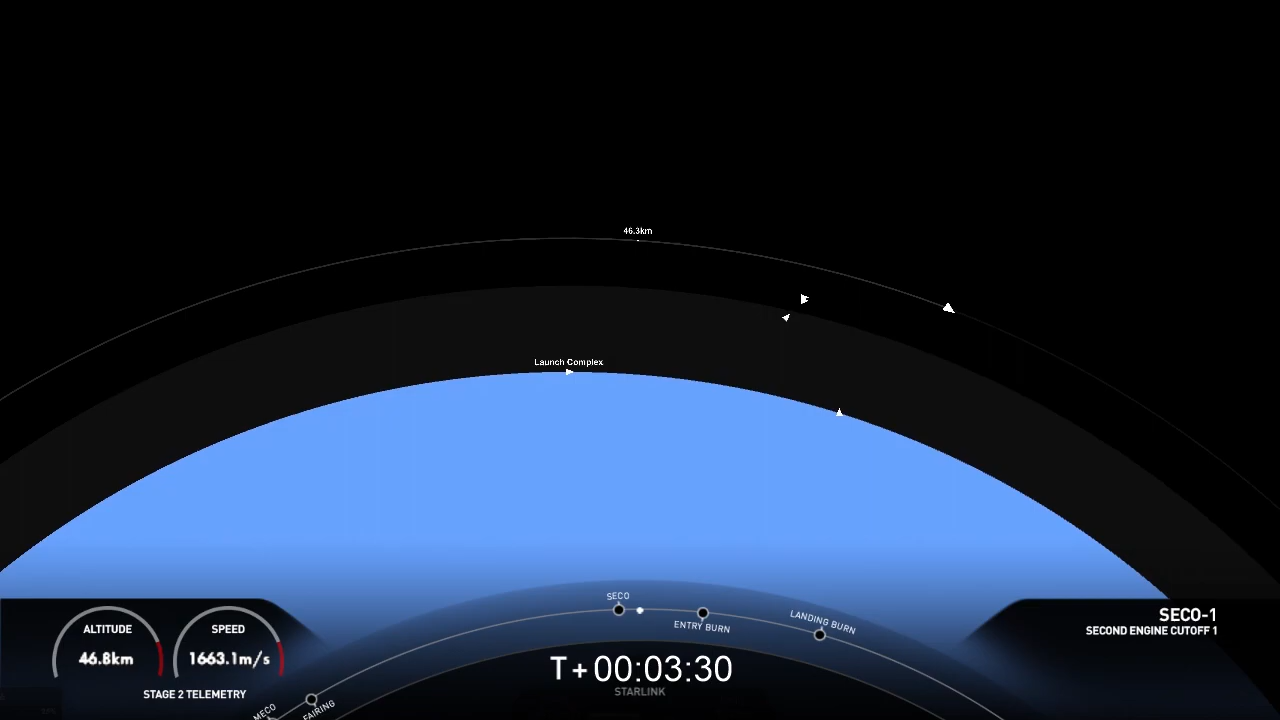 46.3km
Launch Complex
SECO
ENTRY BURN
LANDING BURN
MECO
FAIRING
ALTITUDE
46.8km
SPEED
1663.1m/s
STAGE 2 TELEMETRY
T+00:03:30
STARLINK
SECO-1
SECOND ENGINE CUTOFF 1